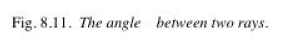 Fig. 8.11. The angle between two rays.